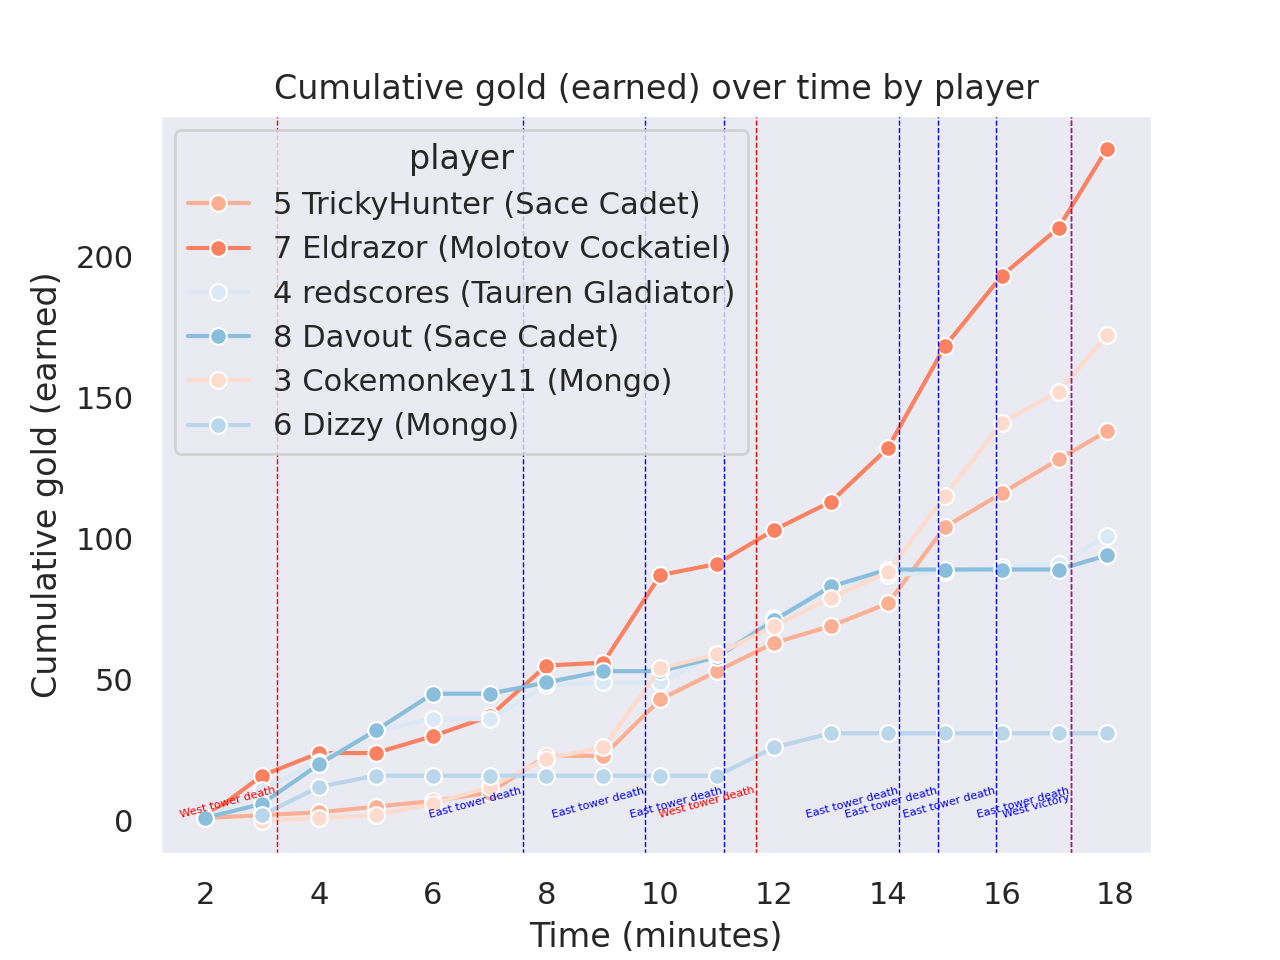 Cumulative gold (earned) over time by player
player
5 TrickyHunter (Sace Cadet)
7 Eldrazor (Molotov Cockatiel)
4 redscores (Tauren Gladiator)
8 Davout (Sace Cadet)
3 Cokemonkey11 (Mongo)
6 Dizzy (Mongo)
Cumulative gold (earned)
200
150
100
50
0
West tower death
East tower death
East tower death
East tower death
West tower death
East tower death
East tower death
East tower death
East tower death
West victory
2 4 6 8 10 12 14 16 18
Time (minutes)